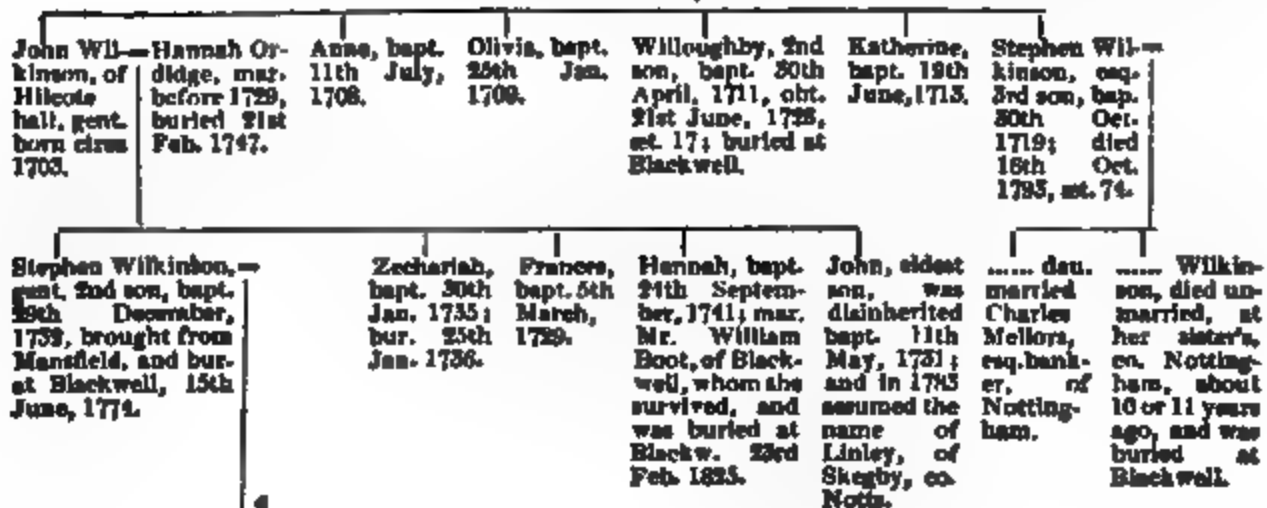 John Wil-
kinson, of
Hilcote
hall, gent.
born circa
1703.
Hannah Or-
didge, mar.
before 1729,
buried 21st
Feb. 1747.
Anne, bapt.
11th July,
1708.
Olivia, bapt.
25th Jan.
1709.
Willoughby, 2nd
son, bapt. 30th
April, 1711, obt.
21st June, 1728,
æt. 17; buried at
Blackwell.
Katherine,
bapt. 19th
June, 1713.
Stephen Wil-
kinson, esq.
3rd son, bap.
30th Oct.
1719; died
16th Oct.
1793, æt. 74.
Stephen Wilkinson,
gent. 2nd son, bapt.
29th December,
1732, brought from
Mansfield, and bur.
at Blackwell, 15th
June, 1774.
Zechariah,
bapt. 30th
Jan. 1735;
bur. 25th
Jan. 1736.
Frances,
bapt. 5th
March,
1729.
Hannah, bapt.
24th Septem-
ber, 1741; mar.
Mr. William
Boot, of Black-
well, whom she
survived, and
was buried at
Blackw. 23rd
Feb. 1825.
John, eldest
son, was
disinherited
bapt. 11th
May, 1731;
and in 1783
assumed the
name of
Linley, of
Skegby, co.
Notts.
...... dau.
married
Charles
Mellors,
esq. bank-
er, of
Notting-
ham.
...... Wilkin-
son, died un-
married, at
her sister's,
co. Notting-
ham, about
10 or 11 years
ago, and was
buried at
Blackwell.